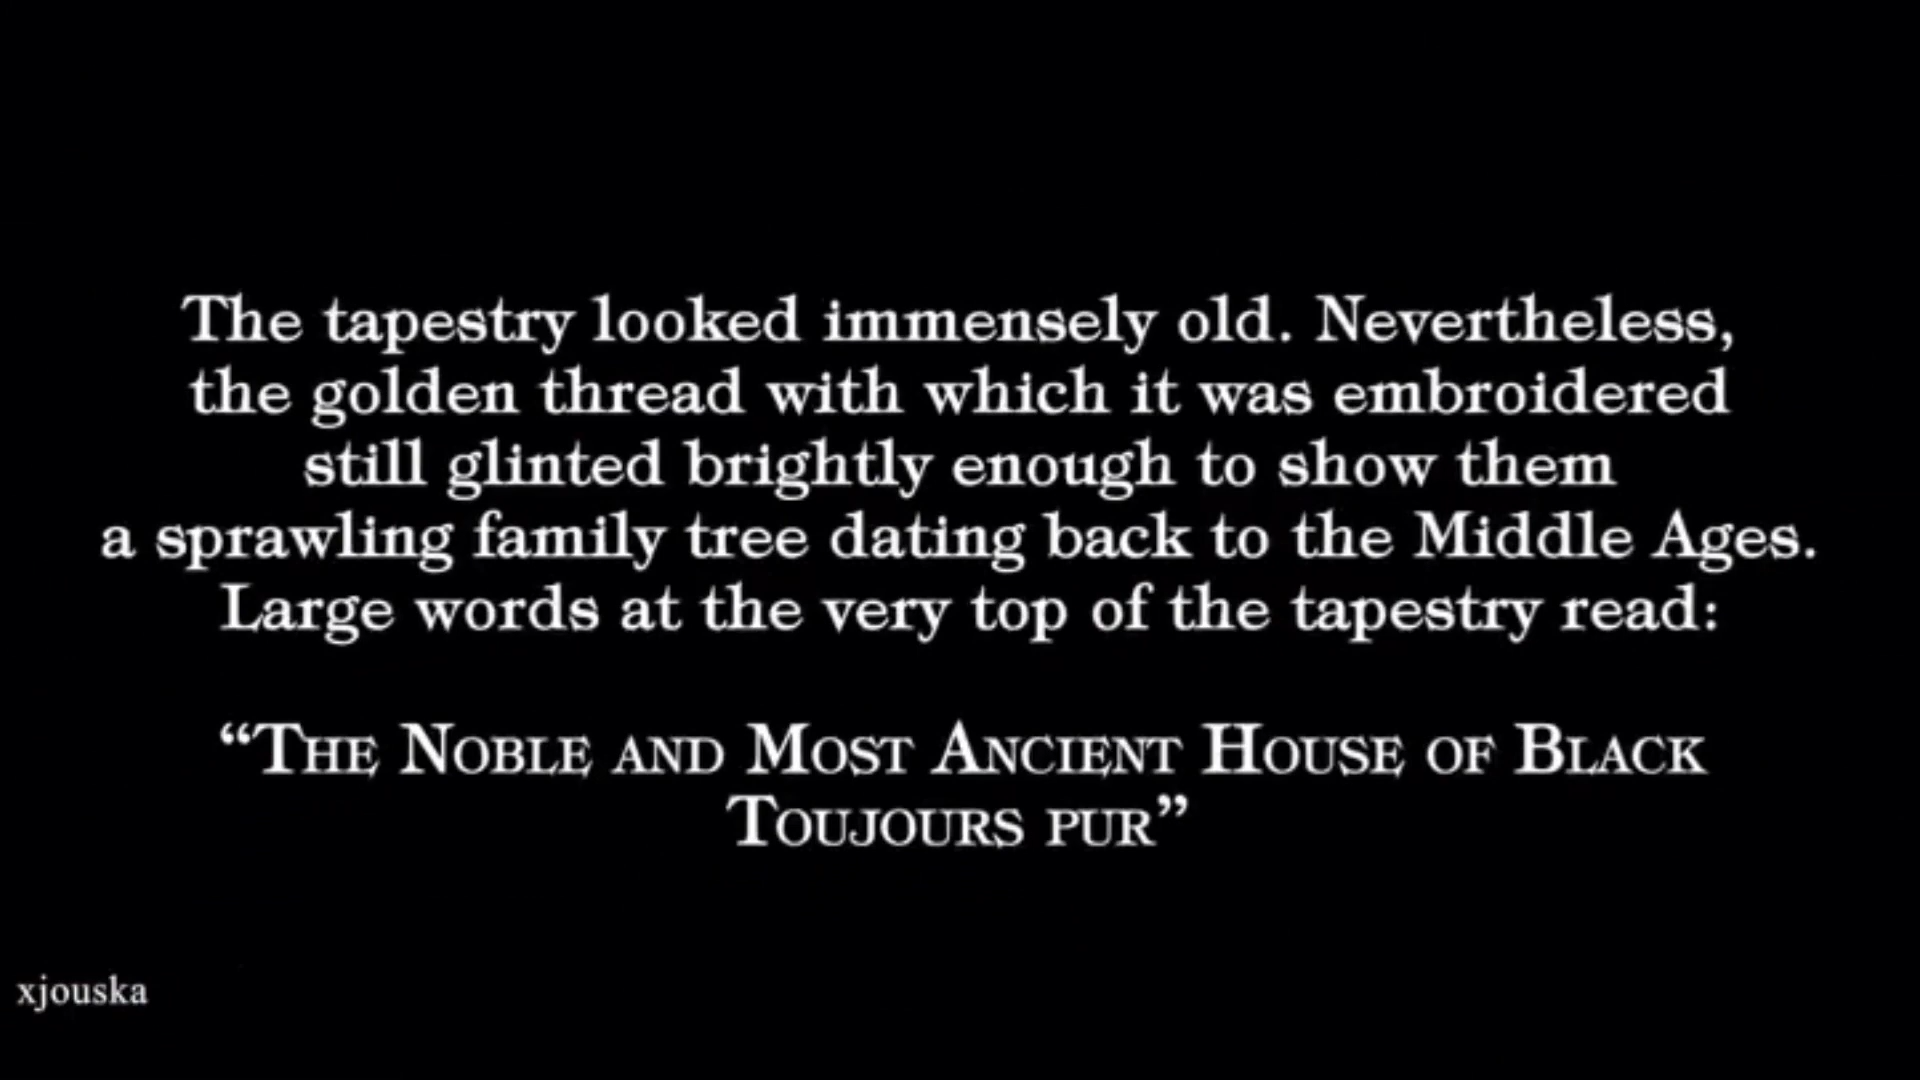 The tapestry looked immensely old. Nevertheless,
the golden thread with which it was embroidered
still glinted brightly enough to show them
a sprawling family tree dating back to the Middle Ages.
Large words at the very top of the tapestry read:
“THE NOBLE AND MOST ANCIENT HOUSE OF BLACK
TOUJOURS PUR”
xjouska